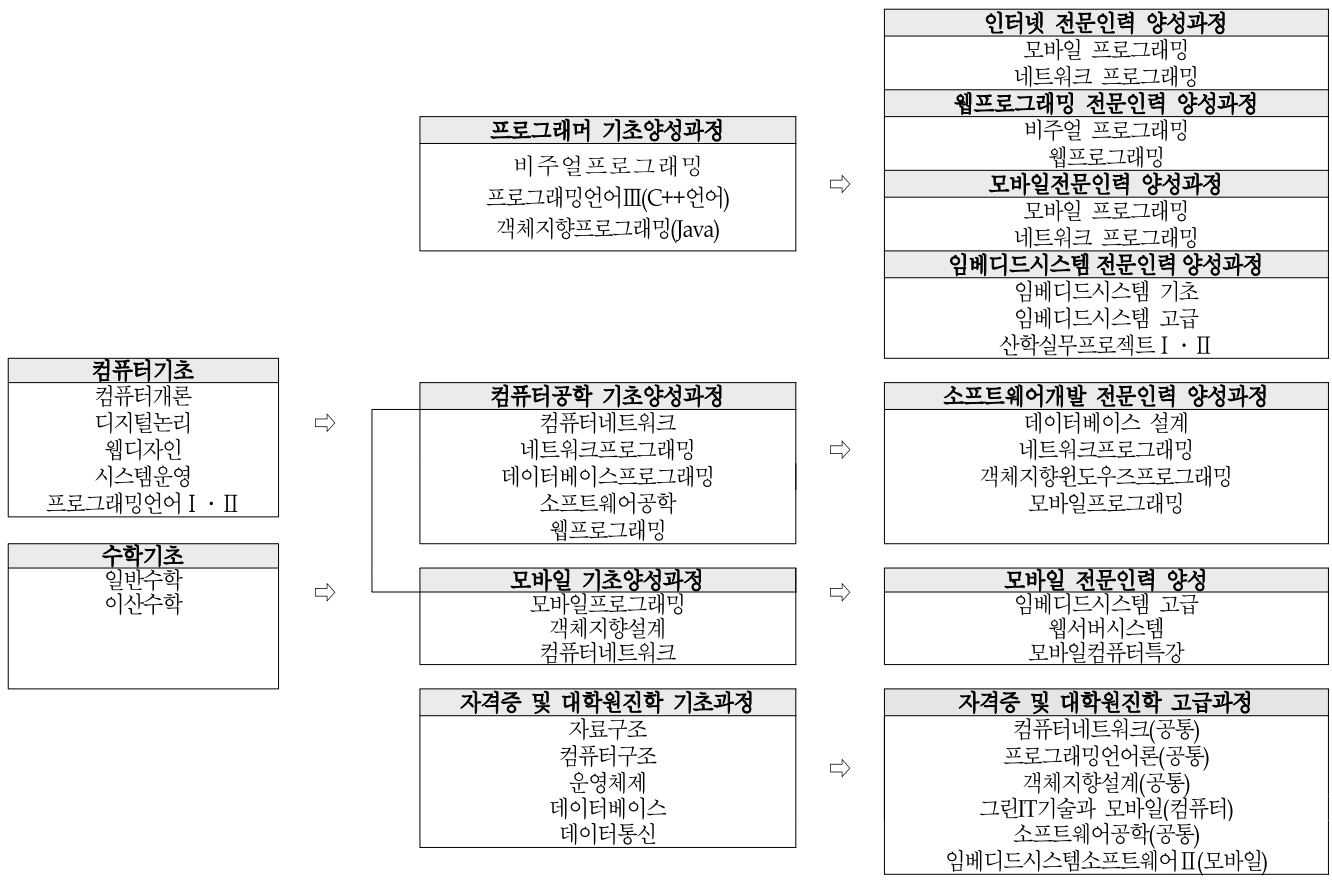 컴퓨터기초
컴퓨터개론
디지털논리
웹디자인
시스템운영
프로그래밍언어Ⅰ·Ⅱ
수학기초
일반수학
이산수학
프로그래머 기초양성과정
비주얼프로그래밍
프로그래밍언어Ⅲ(C++언어)
객체지향프로그래밍(Java)
⇨
인터넷 전문인력 양성과정
모바일 프로그래밍
네트워크 프로그래밍
웹프로그래밍 전문인력 양성과정
비주얼 프로그래밍
웹프로그래밍
모바일전문인력 양성과정
모바일 프로그래밍
네트워크 프로그래밍
임베디드시스템 전문인력 양성과정
임베디드시스템 기초
임베디드시스템 고급
산학실무프로젝트Ⅰ·Ⅱ
⇨
컴퓨터공학 기초양성과정
컴퓨터네트워크
네트워크프로그래밍
데이터베이스프로그래밍
소프트웨어공학
웹프로그래밍
⇨
소프트웨어개발 전문인력 양성과정
데이터베이스 설계
네트워크프로그래밍
객체지향윈도우즈프로그래밍
모바일프로그래밍
⇨
모바일 기초양성과정
모바일프로그래밍
객체지향설계
컴퓨터네트워크
⇨
모바일 전문인력 양성
임베디드시스템 고급
웹서버시스템
모바일컴퓨터특강
자격증 및 대학원진학 기초과정
자료구조
컴퓨터구조
운영체제
데이터베이스
데이터통신
⇨
자격증 및 대학원진학 고급과정
컴퓨터네트워크(공통)
프로그래밍언어론(공통)
객체지향설계(공통)
그린IT기술과 모바일(컴퓨터)
소프트웨어공학(공통)
임베디드시스템소프트웨어Ⅱ(모바일)